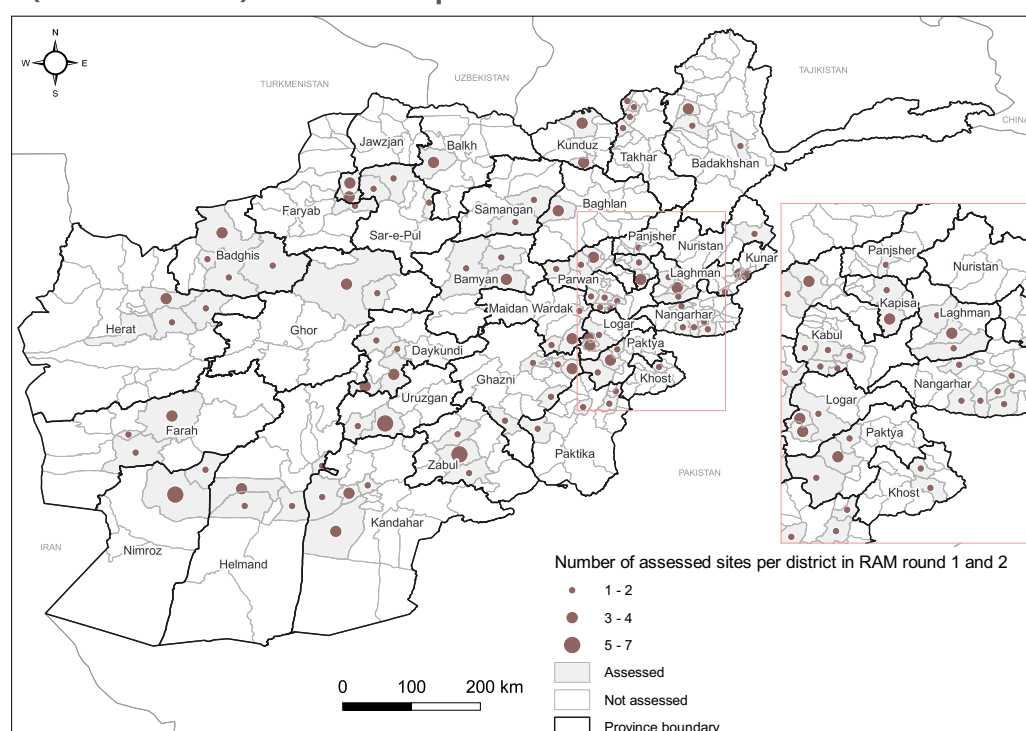 N
W E
S
TURKMENISTAN
UZBEKISTAN
TAJIKISTAN
CHINA
Jawzjan
Balkh
Kunduz
Takhar
Badakhshan
Faryab
Samangan
Baghlan
Sar-e-Pul
Panjsher
Nuristan
Kunar
Badghis
Bamyan
Parwan
Laghman
Maidan Wardak
Nangarhar
Herat
Ghor
Logar
Daykundi
Paktya
Ghazni
Khost
Uruzgan
Farah
Zabul
Paktika
PAKISTAN
Kandahar
IRAN
Nimroz
Helmand
Panjsher
Nuristan
Kapisa
Laghman
Kabul
Nangarhar
Logar
Paktya
Khost
Number of assessed sites per district in RAM round 1 and 2
1 - 2
3 - 4
5 - 7
Assessed
Not assessed
Province boundary
0 100 200 km